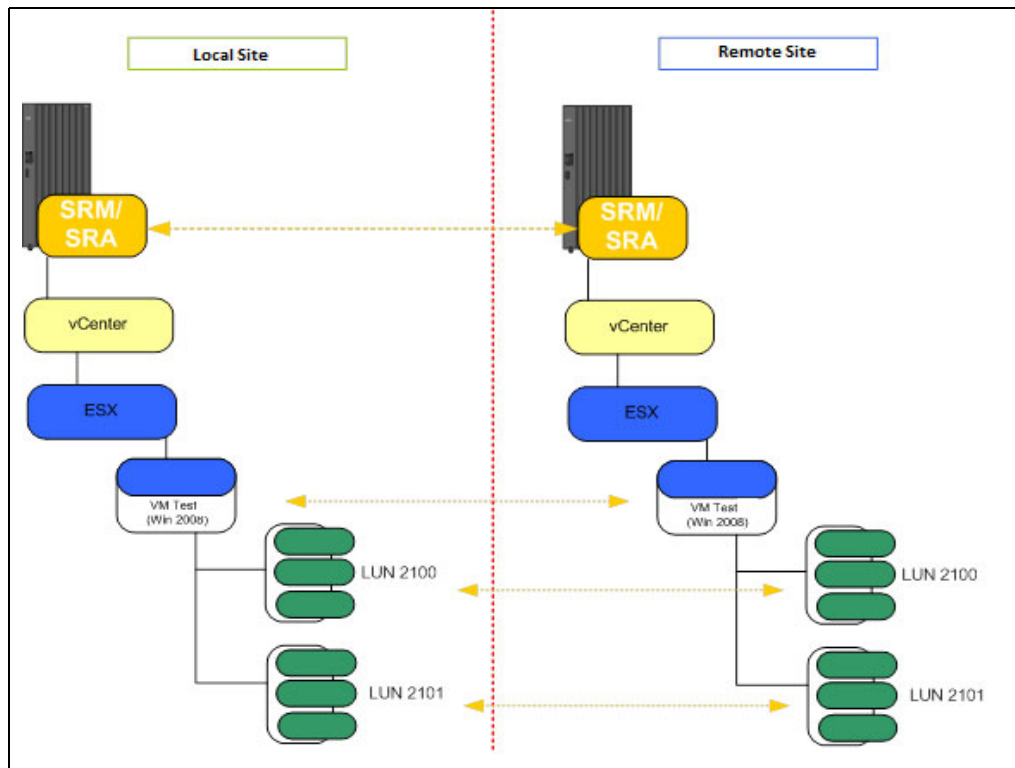 Local Site
Remote Site
SRM/
SRA
SRM/
SRA
vCenter
vCenter
ESX
ESX
VM Test
(Win 2008)
VM Test
(Win 2008)
LUN 2100
LUN 2100
LUN 2101
LUN 2101